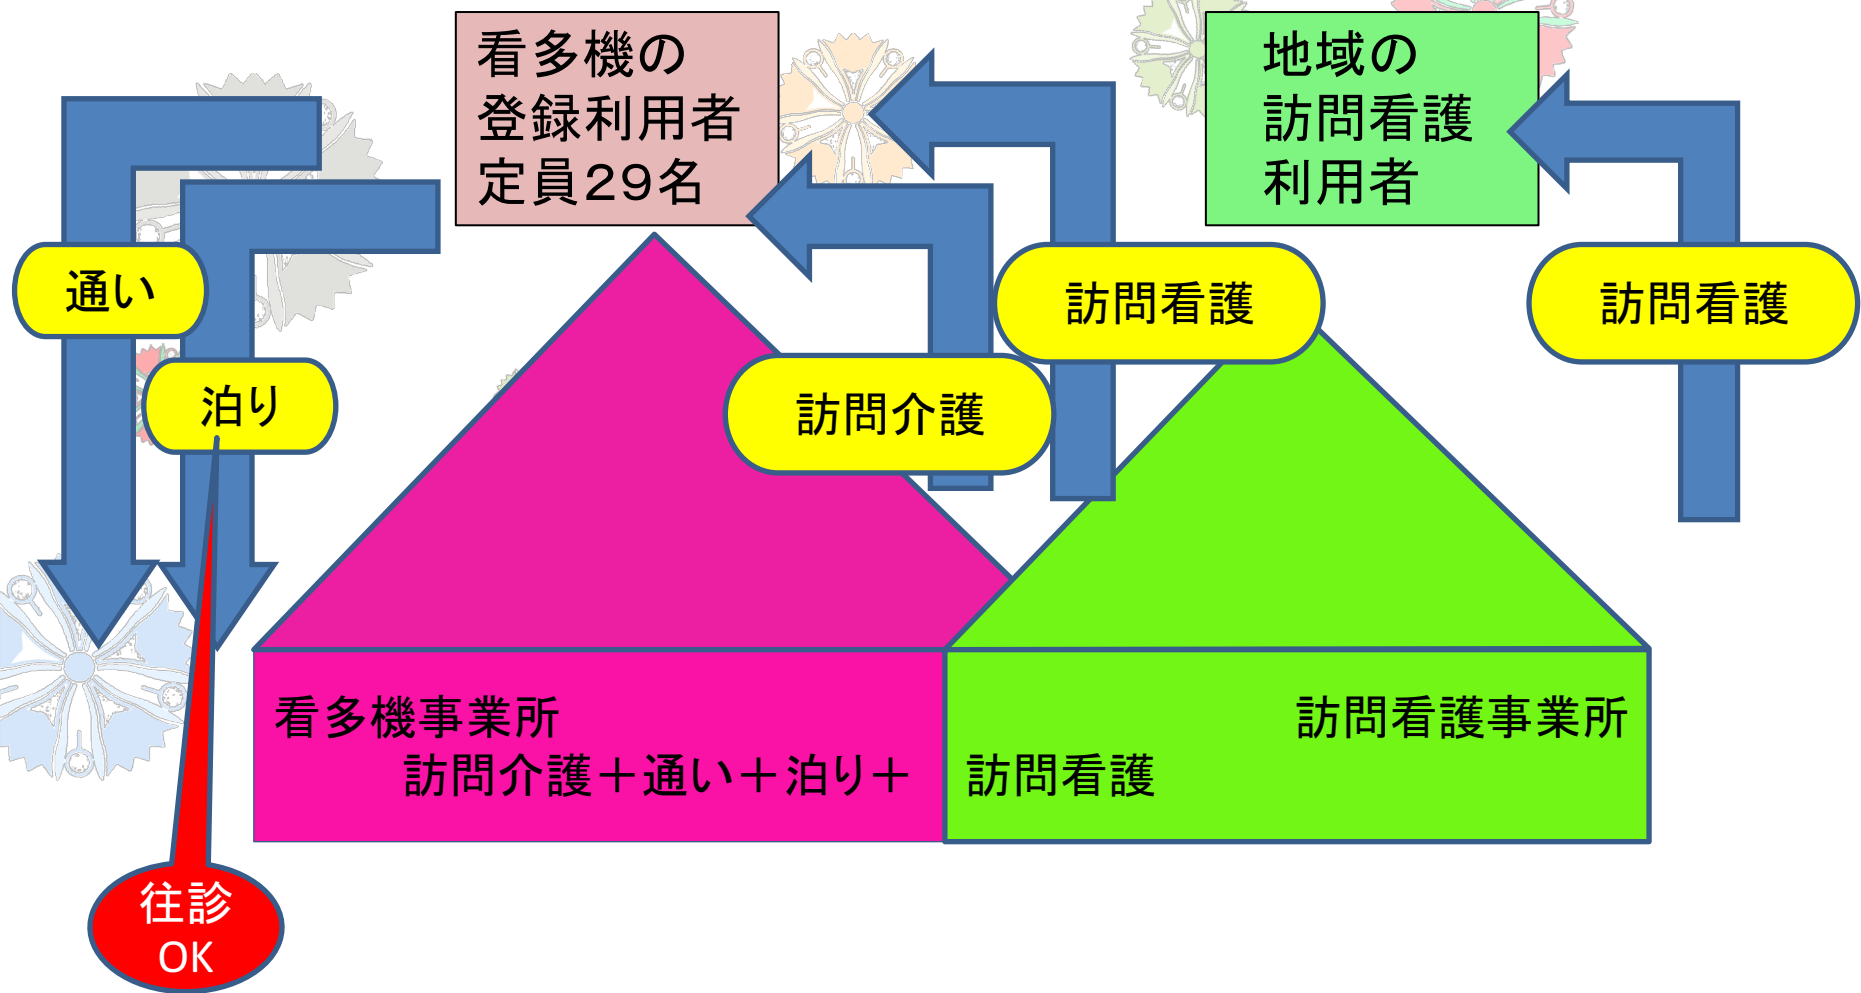 看多機の
登録利用者
定員29名
地域の
訪問看護
利用者
通い
泊り
訪問介護
訪問看護
訪問看護
看多機事業所
訪問介護＋通い＋泊り＋
訪問看護事業所
訪問看護
往診
OK